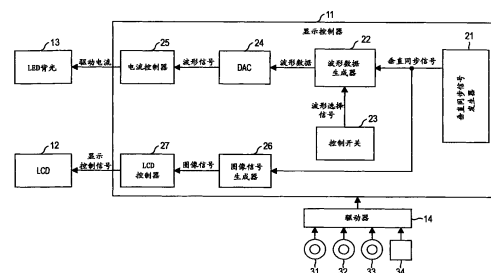 11
显示控制器
13
LED背光
驱动电流
25
电流控制器
波形信号
24
DAC
波形数据
22
波形数据
生成器
垂直同步信号
21
垂直同步信号
发生器
波形选择
信号
23
控制开关
12
LCD
显示
控制信号
27
LCD
控制器
图像信号
26
图像信号
生成器
驱动器
14
31
32
33
34